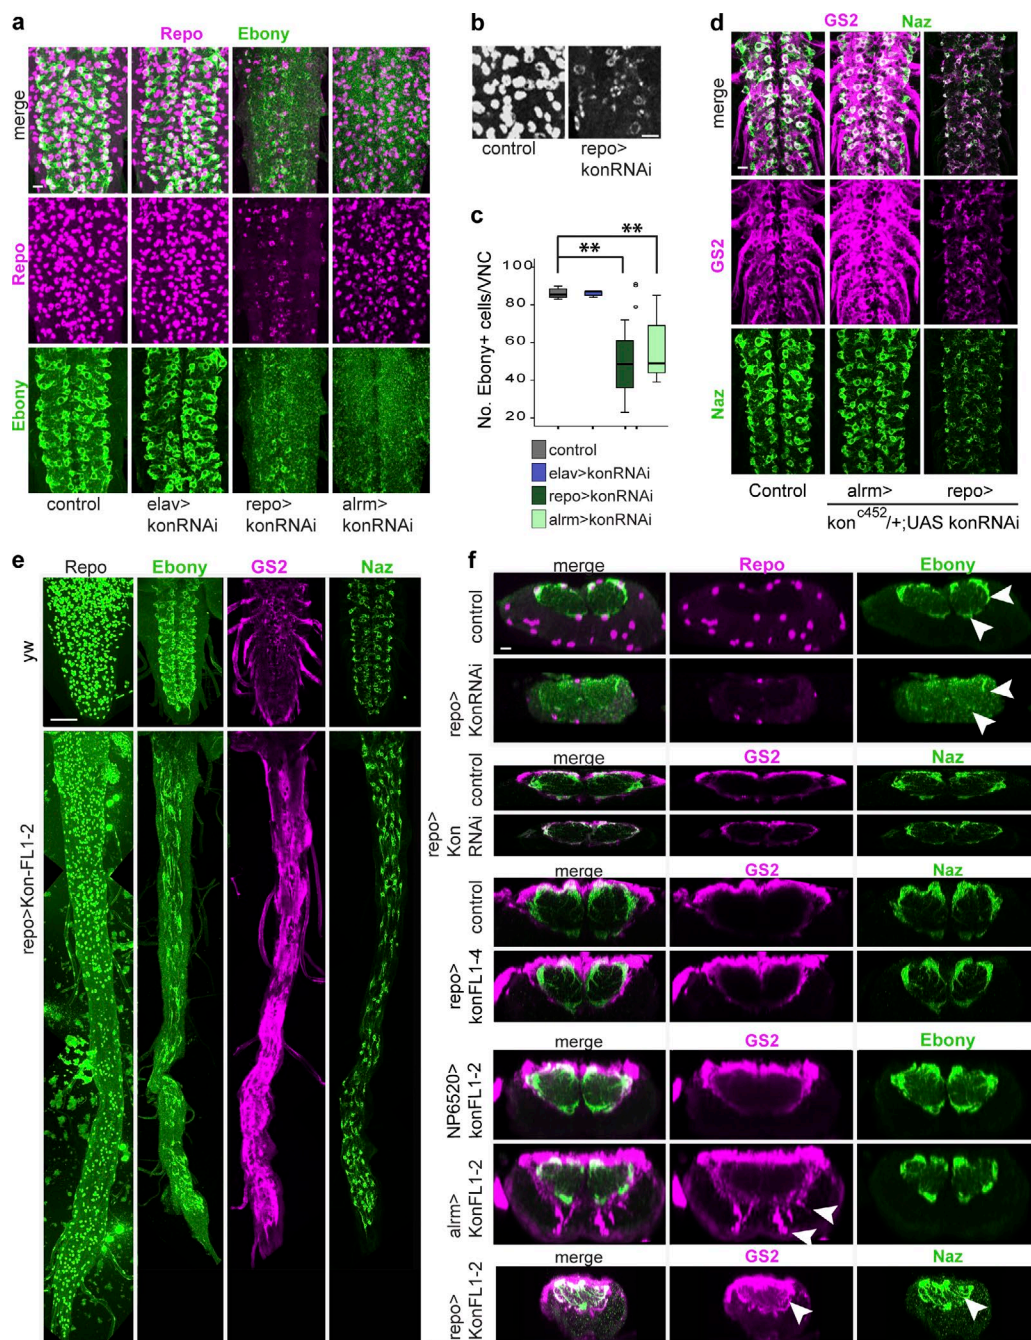 a
Repo Ebony
merge
Repo
Ebony
control
elav>
konRNAi
repo>
konRNAi
alrm>
konRNAi
b
control
repo>
konRNAi
c
**
**
No. Ebony+ cells/VNC
100
80
60
40
20
control
elav>konRNAi
repo>konRNAi
alrm>konRNAi
d
GS2 Naz
merge
GS2
Naz
Control
alrm>
repo>
kon^c452/+;UAS konRNAi
e
Repo Ebony GS2 Naz
yw
repo>Kon-FL1-2
f
merge Repo Ebony
control
repo>
KonRNAi
merge GS2 Naz
control
repo>
Kon
RNAi
merge GS2 Naz
control
repo>
konFL1-4
merge GS2 Ebony
NP6520>
konFL1-2
alrm>
KonFL1-2
merge GS2 Naz
repo>
KonFL1-2